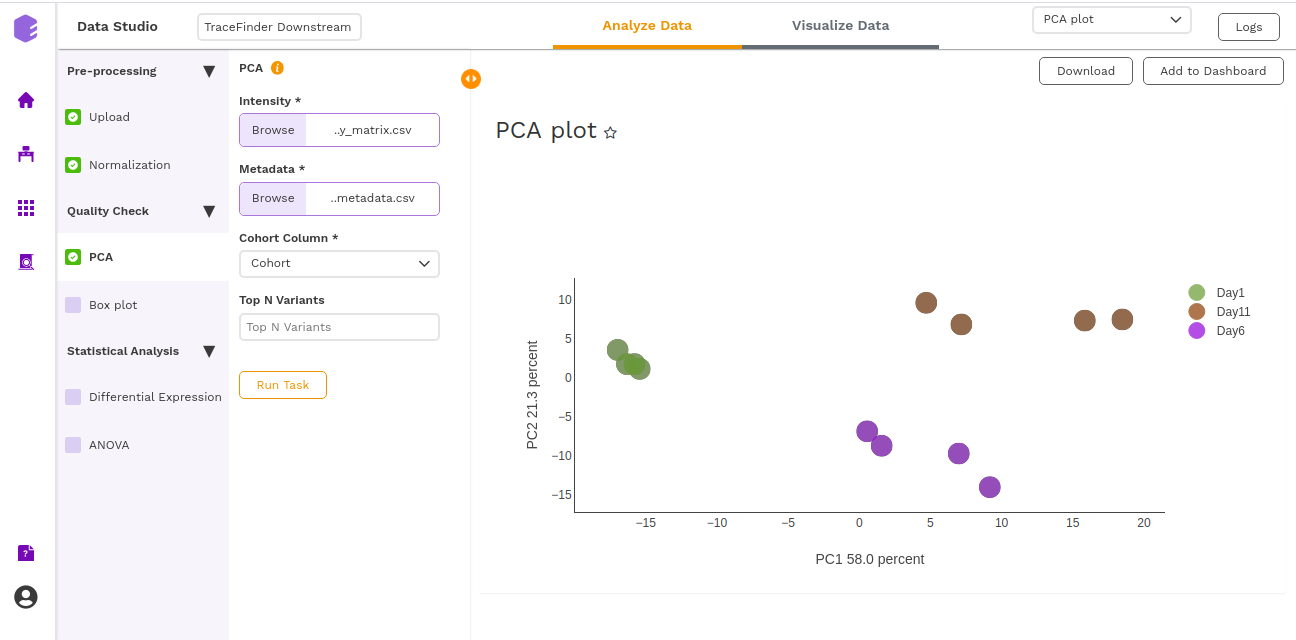 Data Studio
TraceFinder Downstream
Analyze Data
Visualize Data
PCA plot
Logs
Pre-processing
Upload
Normalization
Quality Check
PCA
Box plot
Statistical Analysis
Differential Expression
ANOVA
PCA
Intensity *
Browse ..y_matrix.csv
Metadata *
Browse ..metadata.csv
Cohort Column *
Cohort
Top N Variants
Top N Variants
Run Task
Download
Add to Dashboard
PCA plot
10
5
0
−5
−10
−15
PC2 21.3 percent
−15 −10 −5 0 5 10 15 20
PC1 58.0 percent
Day1
Day11
Day6
?